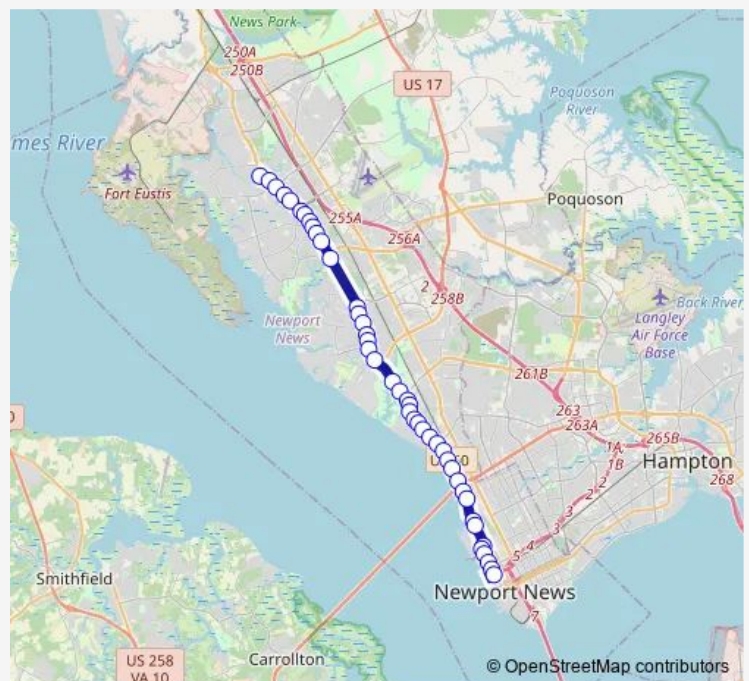 News Park
250A
250B
US 17
Poquoson
River
mes River
Fort Eustis
Poquoson
255A
256A
2
258B
Back River
Langley
Air Force
Base
Newport
News
261B
263
263A
1A
1B
265B
Hampton
268
2
2
3
3
4
5
7
Newport News
Smithfield
Carrollton
US 258
VA 10
© OpenStreetMap contributors